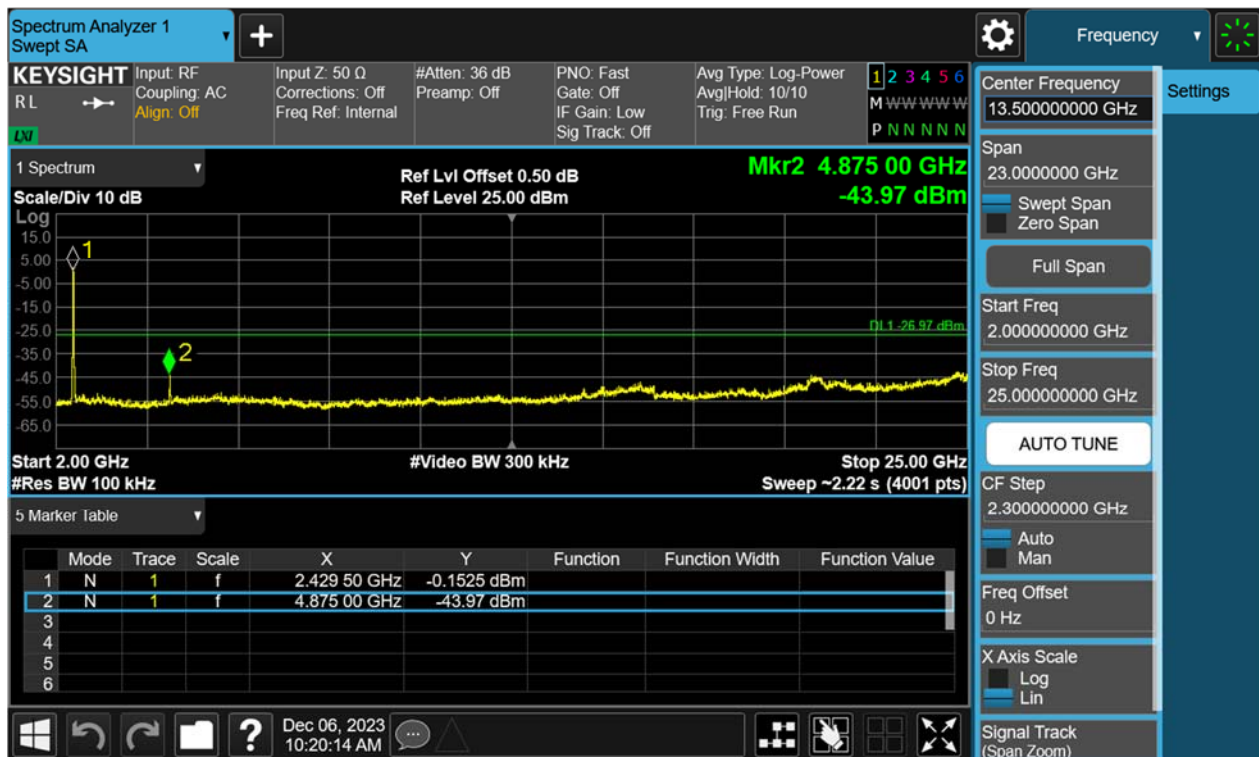 Spectrum Analyzer 1
Swept SA
+
Frequency
KEYSIGHT
RL
LXI
Input: RF
Coupling: AC
Align: Off
Input Z: 50 Ω
Corrections: Off
Freq Ref: Internal
#Atten: 36 dB
Preamp: Off
PNO: Fast
Gate: Off
IF Gain: Low
Sig Track: Off
Avg Type: Log-Power
Avg|Hold: 10/10
Trig: Free Run
1 2 3 4 5 6
M W W W W W
P N N N N N
1 Spectrum
Scale/Div 10 dB
Ref Lvl Offset 0.50 dB
Ref Level 25.00 dBm
Mkr2 4.875 00 GHz
-43.97 dBm
Log
15.0
5.00
-5.00
-15.0
-25.0
-35.0
-45.0
-55.0
-65.0
1
2
DL1 -26.97 dBm
Start 2.00 GHz
#Video BW 300 kHz
Stop 25.00 GHz
#Res BW 100 kHz
Sweep ~2.22 s (4001 pts)
5 Marker Table
Mode Trace Scale X Y Function Function Width Function Value
1 N 1 f 2.429 50 GHz -0.1525 dBm
2 N 1 f 4.875 00 GHz -43.97 dBm
3
4
5
6
?
Dec 06, 2023
10:20:14 AM
Center Frequency
13.500000000 GHz
Settings
Span
23.0000000 GHz
Swept Span
Zero Span
Full Span
Start Freq
2.000000000 GHz
Stop Freq
25.000000000 GHz
AUTO TUNE
CF Step
2.300000000 GHz
Auto
Man
Freq Offset
0 Hz
X Axis Scale
Log
Lin
Signal Track
(Span Zoom)